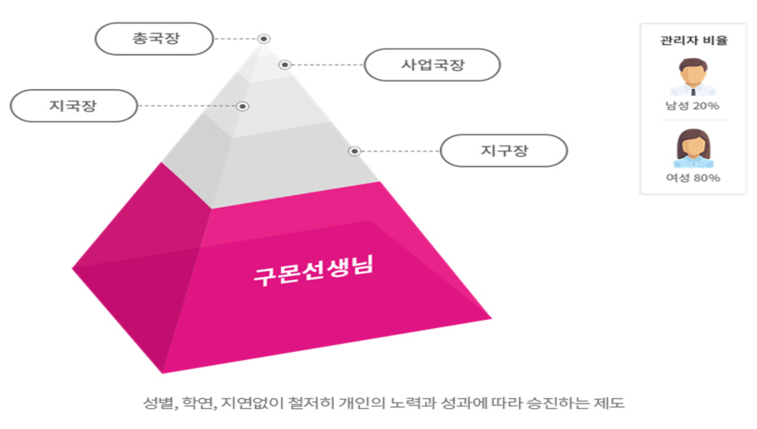 총국장
사업국장
지국장
지구장
구몬선생님
관리자 비율
남성 20%
여성 80%
성별, 학연, 지연없이 철저히 개인의 노력과 성과에 따라 승진하는 제도